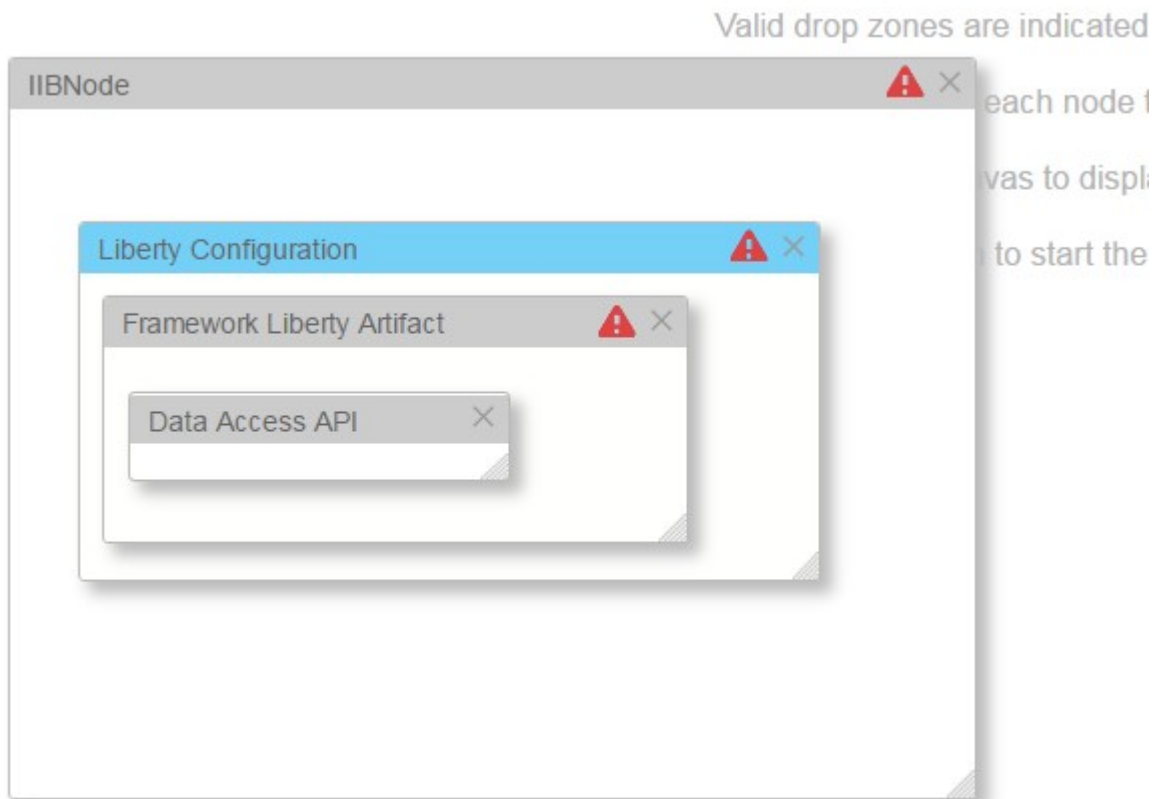 Valid drop zones are indicated
IIBNode
each node
vas to displ
Liberty Configuration
to start the
Framework Liberty Artifact
Data Access API